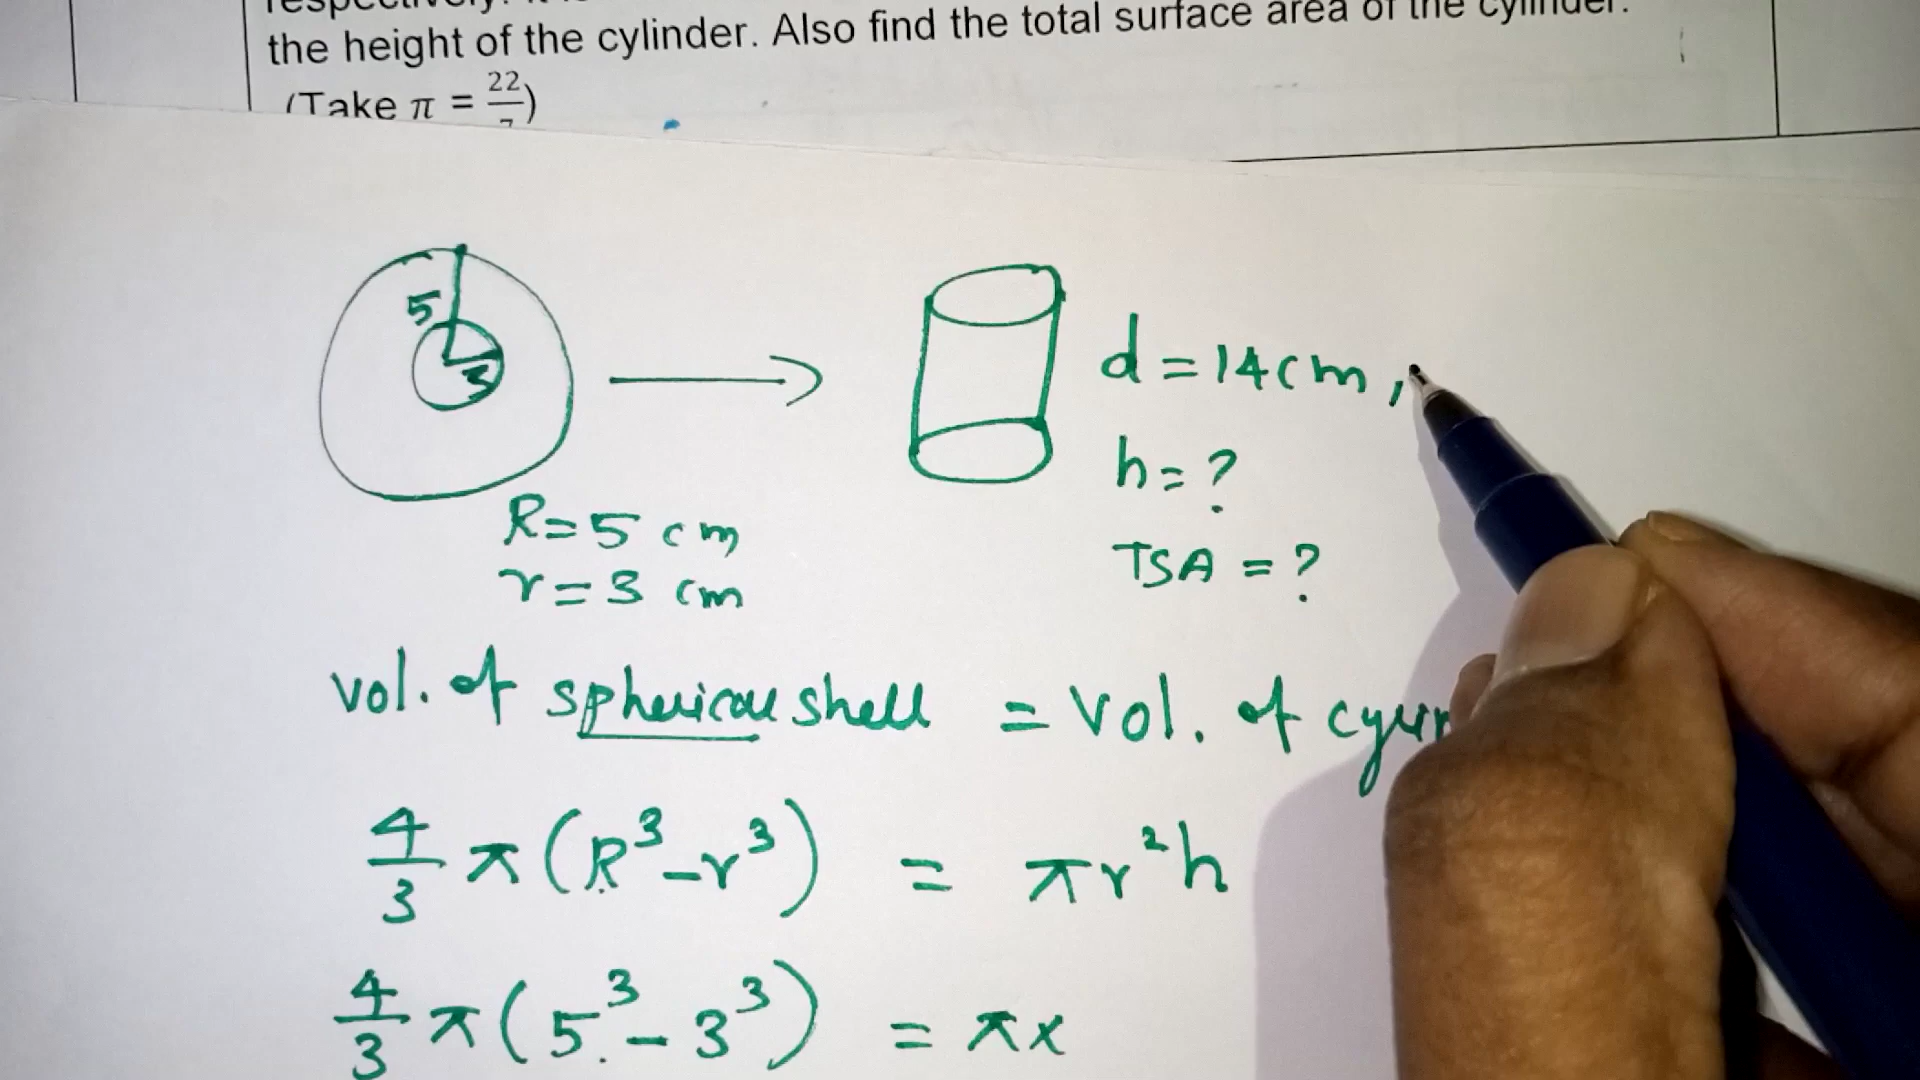 respectively.
the height of the cylinder. Also find the total surface area of the cylinder.
(Take π = 22/7)
5
3
d = 14 cm,
h = ?
R = 5 cm
r = 3 cm
TSA = ?
vol. of spherical shell = Vol. of
4/3 π (R³ - r³) = πr²h
4/3 π (5³ - 3³) = π x